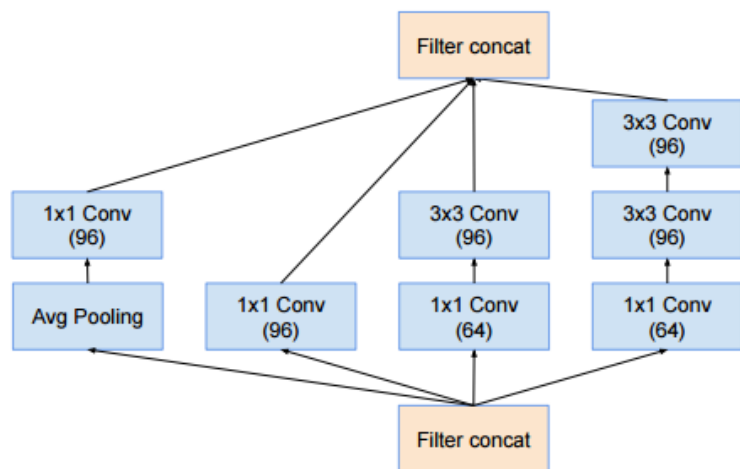 Filter concat
3x3 Conv
(96)
1x1 Conv
(96)
3x3 Conv
(96)
3x3 Conv
(96)
Avg Pooling
1x1 Conv
(96)
1x1 Conv
(64)
1x1 Conv
(64)
Filter concat